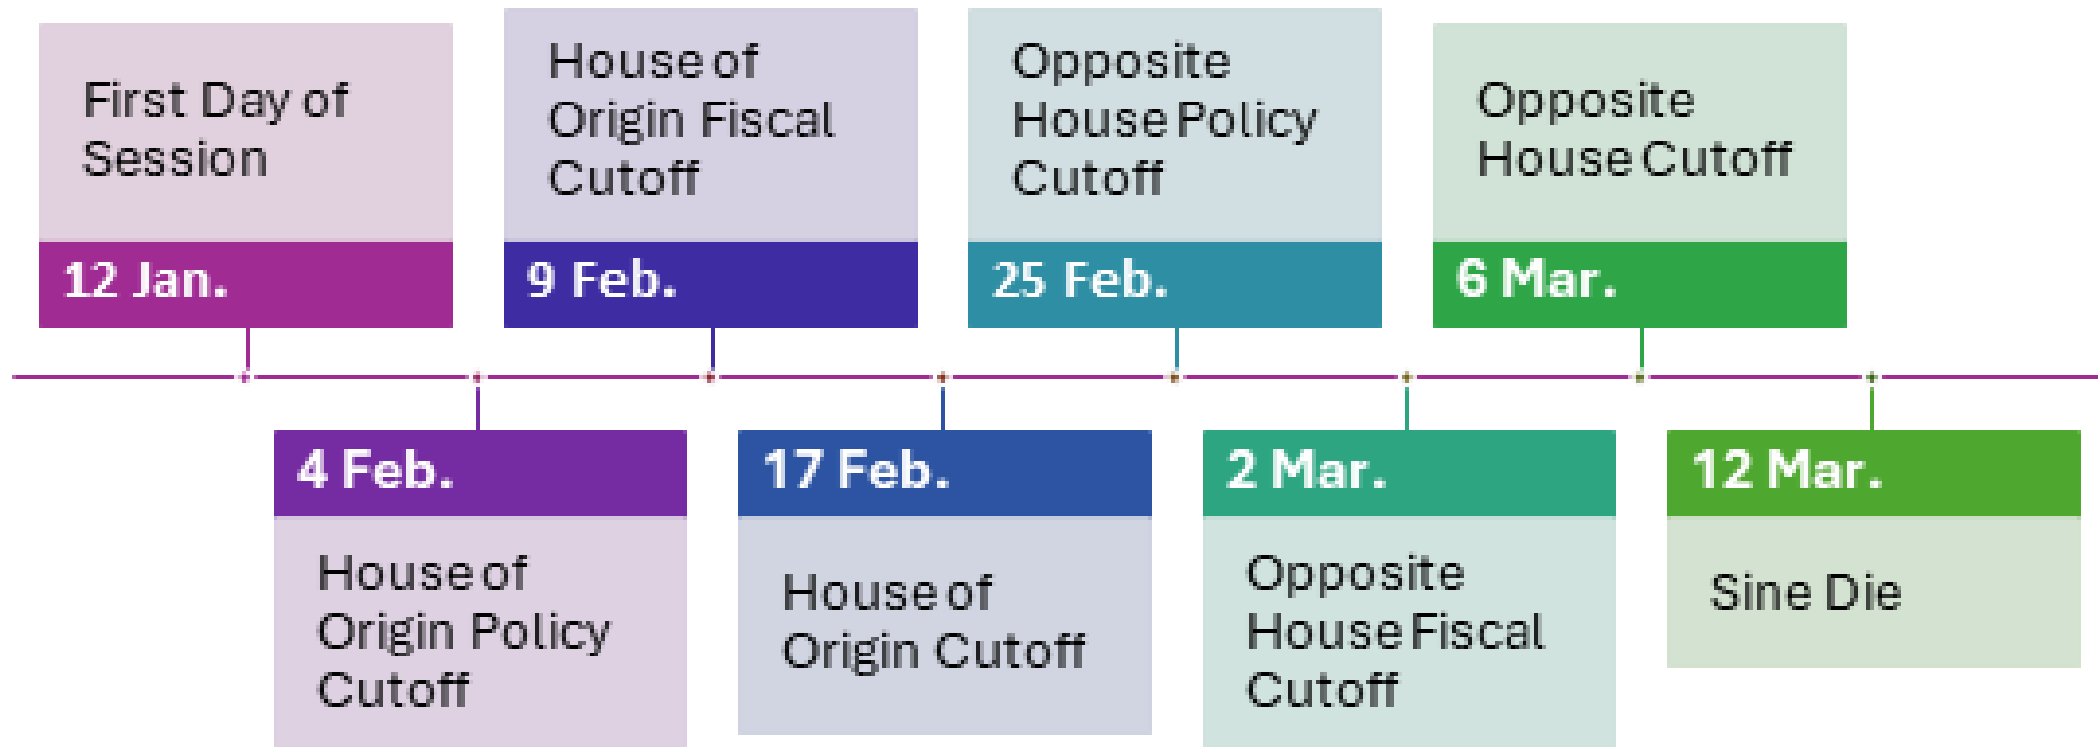 First Day of
Session
12 Jan.
4 Feb.
House of
Origin Policy
Cutoff
House of
Origin Fiscal
Cutoff
9 Feb.
17 Feb.
House of
Origin Cutoff
Opposite
House Policy
Cutoff
25 Feb.
2 Mar.
Opposite
House Fiscal
Cutoff
Opposite
House Cutoff
6 Mar.
12 Mar.
Sine Die